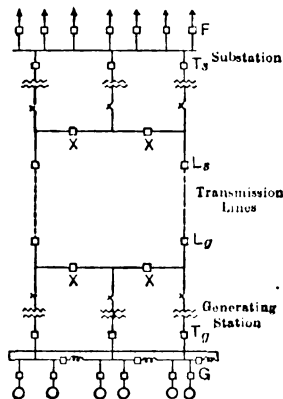 F
T₃ Substation
X X
Lₛ
Transmission
Lines
L𝓰
X X
Generating
Station
T𝓰
G